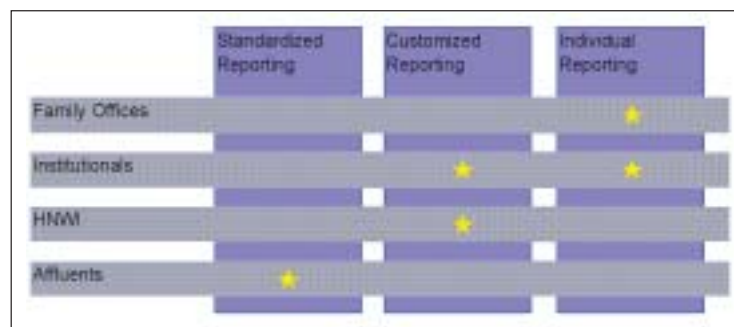 Standardized
Reporting
Customized
Reporting
Individual
Reporting
Family Offices
Institutionals
HNWI
Affluents